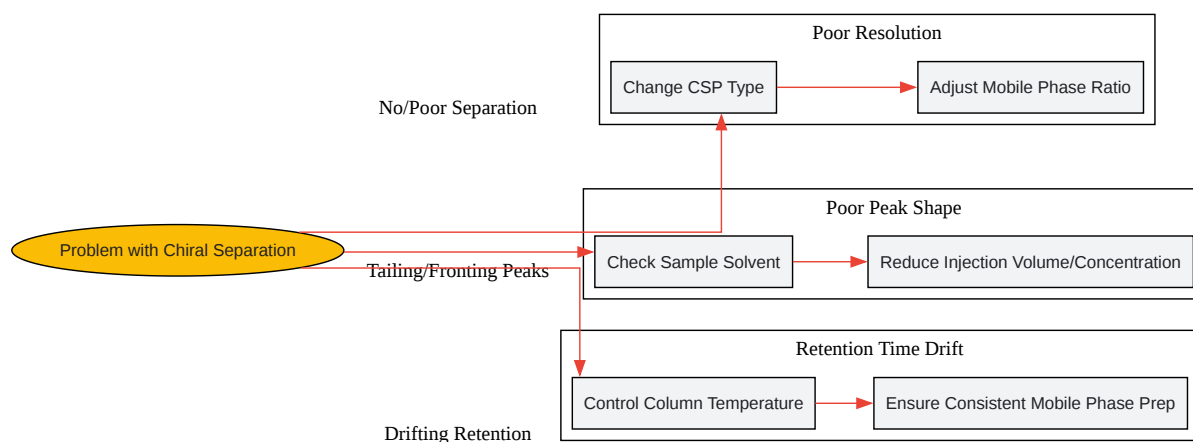 Poor Resolution
Change CSP Type
Adjust Mobile Phase Ratio
No/Poor Separation
Poor Peak Shape
Problem with Chiral Separation
Check Sample Solvent
Reduce Injection Volume/Concentration
Tailing/Fronting Peaks
Retention Time Drift
Control Column Temperature
Ensure Consistent Mobile Phase Prep
Drifting Retention